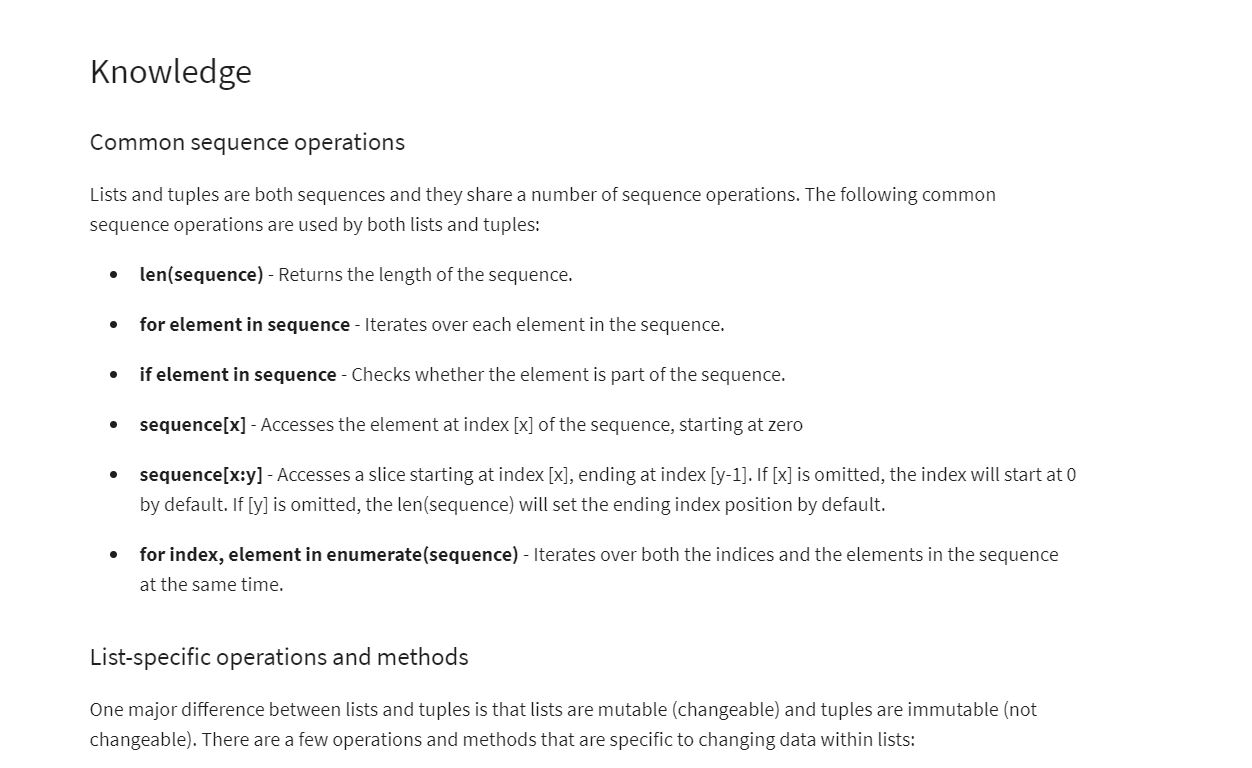 Knowledge
Common sequence operations
Lists and tuples are both sequences and they share a number of sequence operations. The following common
sequence operations are used by both lists and tuples:
• len(sequence) - Returns the length of the sequence.
• for element in sequence - Iterates over each element in the sequence.
• if element in sequence - Checks whether the element is part of the sequence.
• sequence[x] - Accesses the element at index [x] of the sequence, starting at zero
• sequence[x:y] - Accesses a slice starting at index [x], ending at index [y-1]. If [x] is omitted, the index will start at 0
by default. If [y] is omitted, the len(sequence) will set the ending index position by default.
• for index, element in enumerate(sequence) - Iterates over both the indices and the elements in the sequence
at the same time.
List-specific operations and methods
One major difference between lists and tuples is that lists are mutable (changeable) and tuples are immutable (not
changeable). There are a few operations and methods that are specific to changing data within lists: